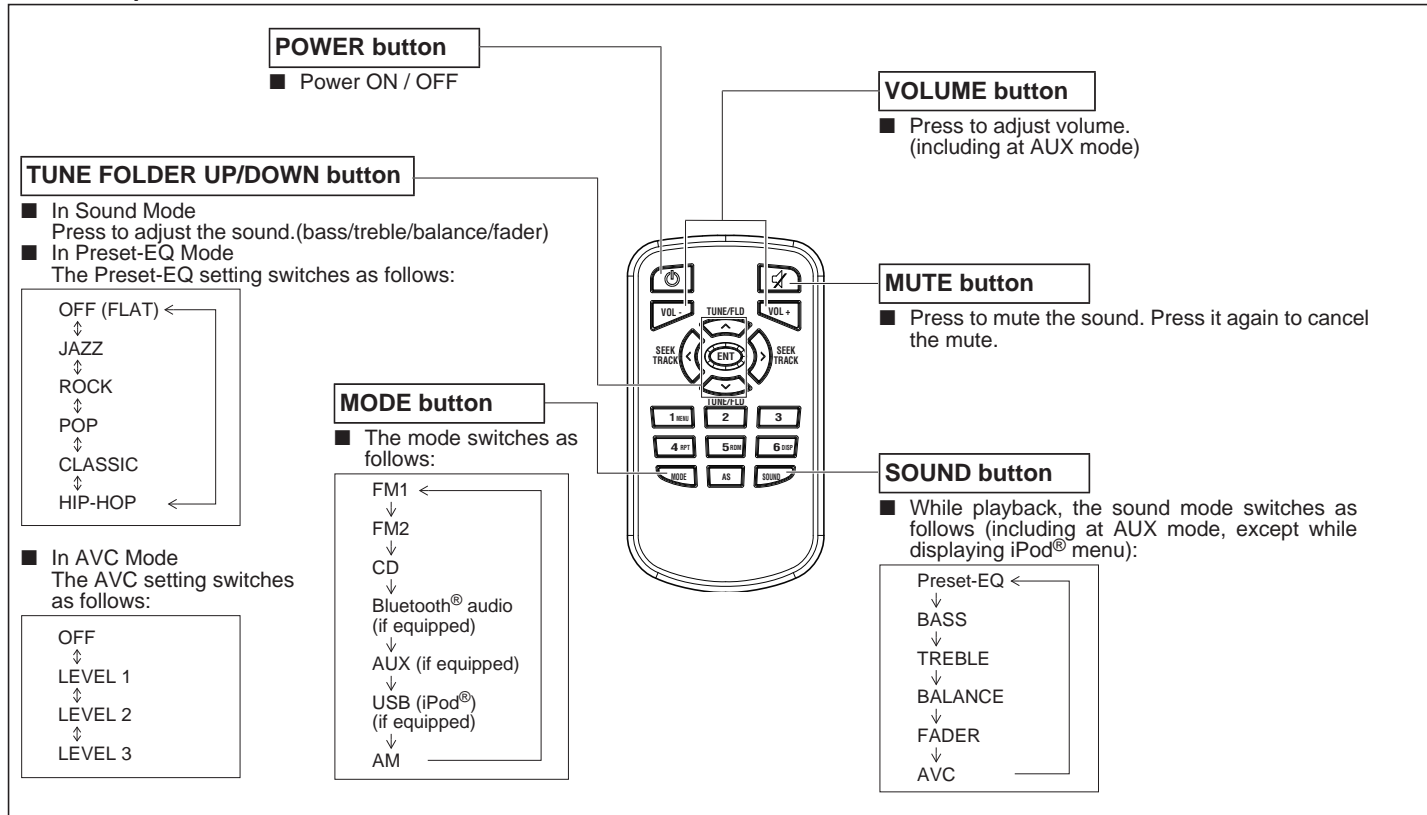 POWER button
■ Power ON / OFF
VOLUME button
■ Press to adjust volume.
(including at AUX mode)
TUNE FOLDER UP/DOWN button
■ In Sound Mode
Press to adjust the sound.(bass/treble/balance/fader)
■ In Preset-EQ Mode
The Preset-EQ setting switches as follows:
OFF (FLAT)
JAZZ
ROCK
POP
CLASSIC
HIP-HOP
■ In AVC Mode
The AVC setting switches
as follows:
OFF
LEVEL 1
LEVEL 2
LEVEL 3
MODE button
■ The mode switches as
follows:
FM1
FM2
CD
Bluetooth® audio
(if equipped)
AUX (if equipped)
USB (iPod®)
(if equipped)
AM
VOL - TUNE/FLD VOL +
SEEK TRACK ENT SEEK TRACK
TUNE/FLD
1 MENU 2 3
4 RPT 5 RDM 6 DISP
MODE AS SOUND
MUTE button
■ Press to mute the sound. Press it again to cancel
the mute.
SOUND button
■ While playback, the sound mode switches as
follows (including at AUX mode, except while
displaying iPod® menu):
Preset-EQ
BASS
TREBLE
BALANCE
FADER
AVC